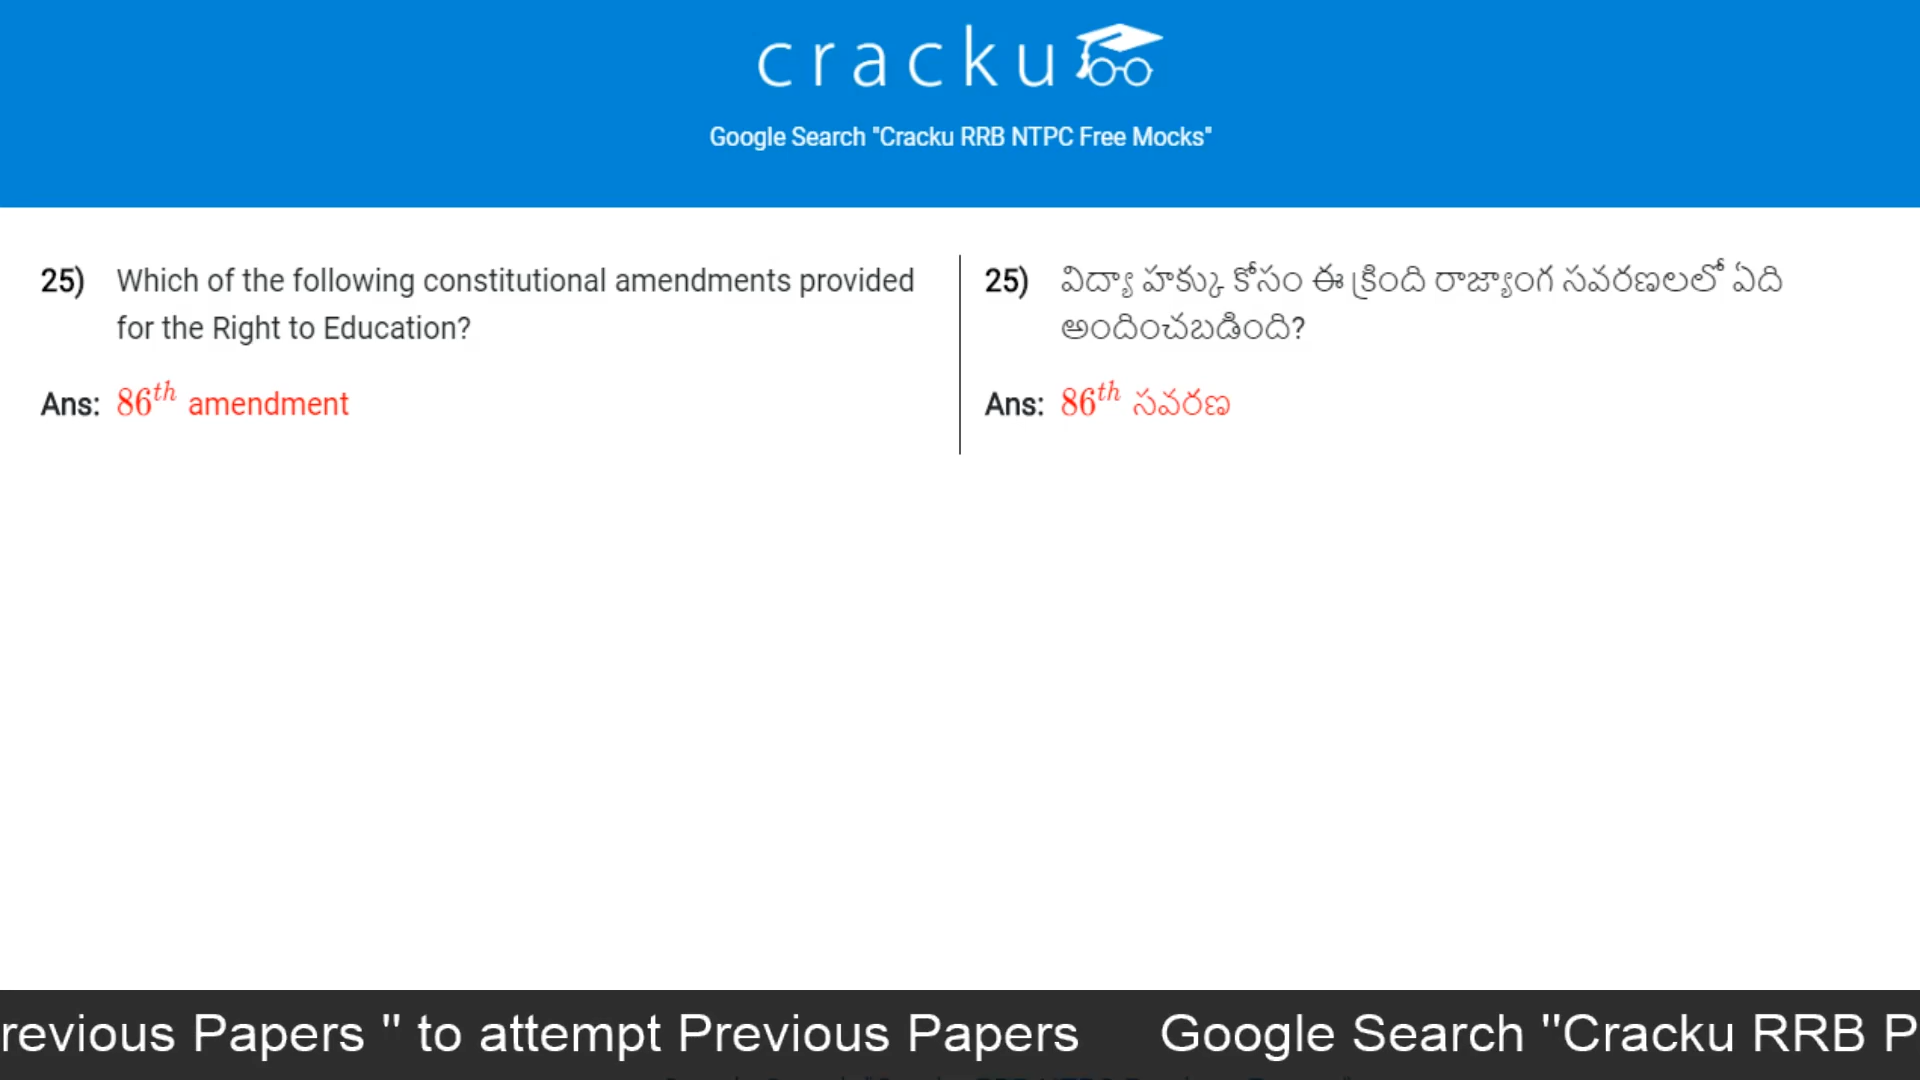 cracku
Google Search "Cracku RRB NTPC Free Mocks"
25) Which of the following constitutional amendments provided
for the Right to Education?
Ans: 86th amendment
25) విద్యా హక్కు కోసం ఈ క్రింది రాజ్యాంగ సవరణలలో ఏది
అందించబడింది?
Ans: 86th సవరణ
revious Papers " to attempt Previous Papers Google Search "Cracku RRB P